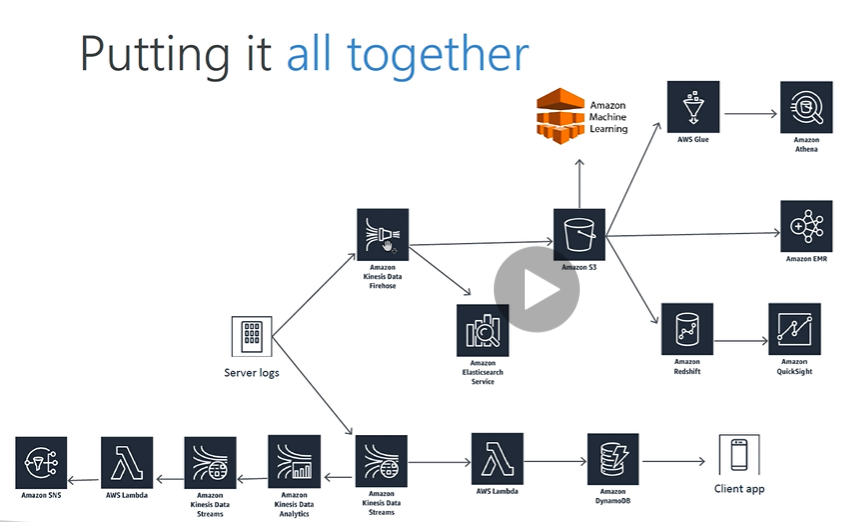 Putting it all together
Amazon
Machine
Learning
AWS Glue
Amazon
Athena
Amazon
Kinesis Data
Firehose
Amazon S3
Amazon EMR
Server logs
Amazon
Elasticsearch
Service
Amazon
Redshift
Amazon
QuickSight
Amazon SNS
AWS Lambda
Amazon
Kinesis Data
Streams
Amazon
Kinesis Data
Analytics
Amazon
Kinesis Data
Streams
AWS Lambda
Amazon
DynamoDB
Client app